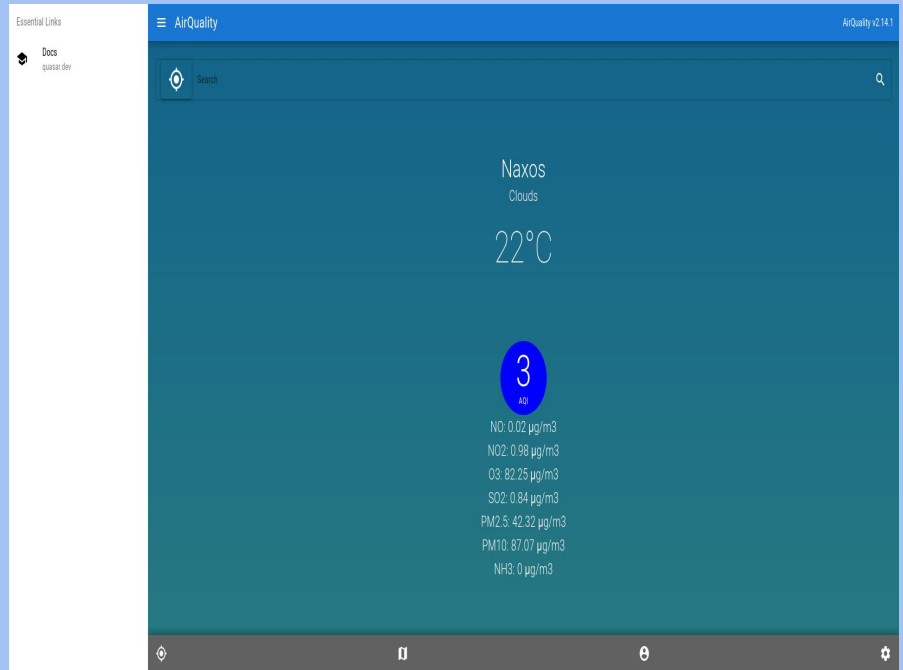 Essential Links
Docs
quasar.dev
AirQuality
AirQuality v2.14.1
Search
Naxos
Clouds
22°C
3
AQI
NO: 0.02 μg/m3
NO2: 0.98 μg/m3
O3: 82.25 μg/m3
SO2: 0.84 μg/m3
PM2.5: 42.32 μg/m3
PM10: 87.07 μg/m3
NH3: 0 μg/m3